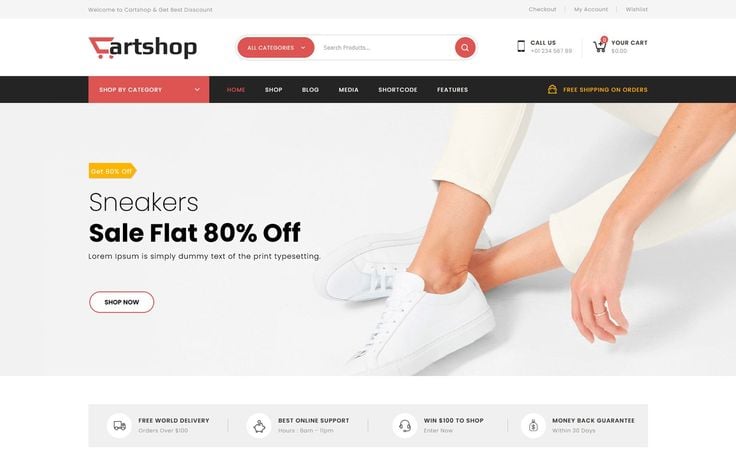 Welcome to Cartshop & Get Best Disscount
Checkout
My Account
Wishlist
Cartshop
ALL CATEGORIES
Search Products...
CALL US
+01 234 567 89
0
YOUR CART
$0.00
SHOP BY CATEGORY
HOME
SHOP
BLOG
MEDIA
SHORTCODE
FEATURES
FREE SHIPPING ON ORDERS
Get 60% Off
Sneakers
Sale Flat 80% Off
Lorem Ipsum is simply dummy text of the print typesetting.
SHOP NOW
FREE WORLD DELIVERY
Orders Over $100
BEST ONLINE SUPPORT
Hours : 8am - 11pm
WIN $100 TO SHOP
Enter Now
MONEY BACK GUARANTEE
Within 30 Days